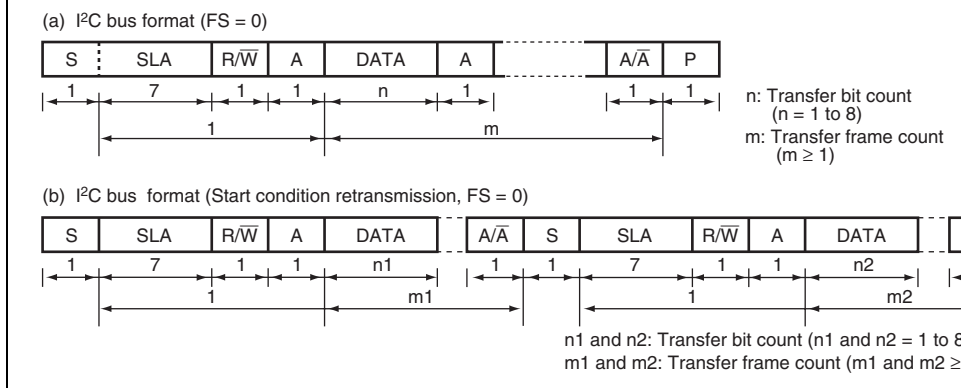 (a) I²C bus format (FS = 0)
S SLA R/W̅ A DATA A A/A̅ P
1 7 1 1 n 1 1 1
1 m
n: Transfer bit count
(n = 1 to 8)
m: Transfer frame count
(m ≥ 1)
(b) I²C bus format (Start condition retransmission, FS = 0)
S SLA R/W̅ A DATA A/A̅ S SLA R/W̅ A DATA
1 7 1 1 n1 1 1 7 1 1 n2
1 m1 1 m2
n1 and n2: Transfer bit count (n1 and n2 = 1 to 8
m1 and m2: Transfer frame count (m1 and m2 ≥